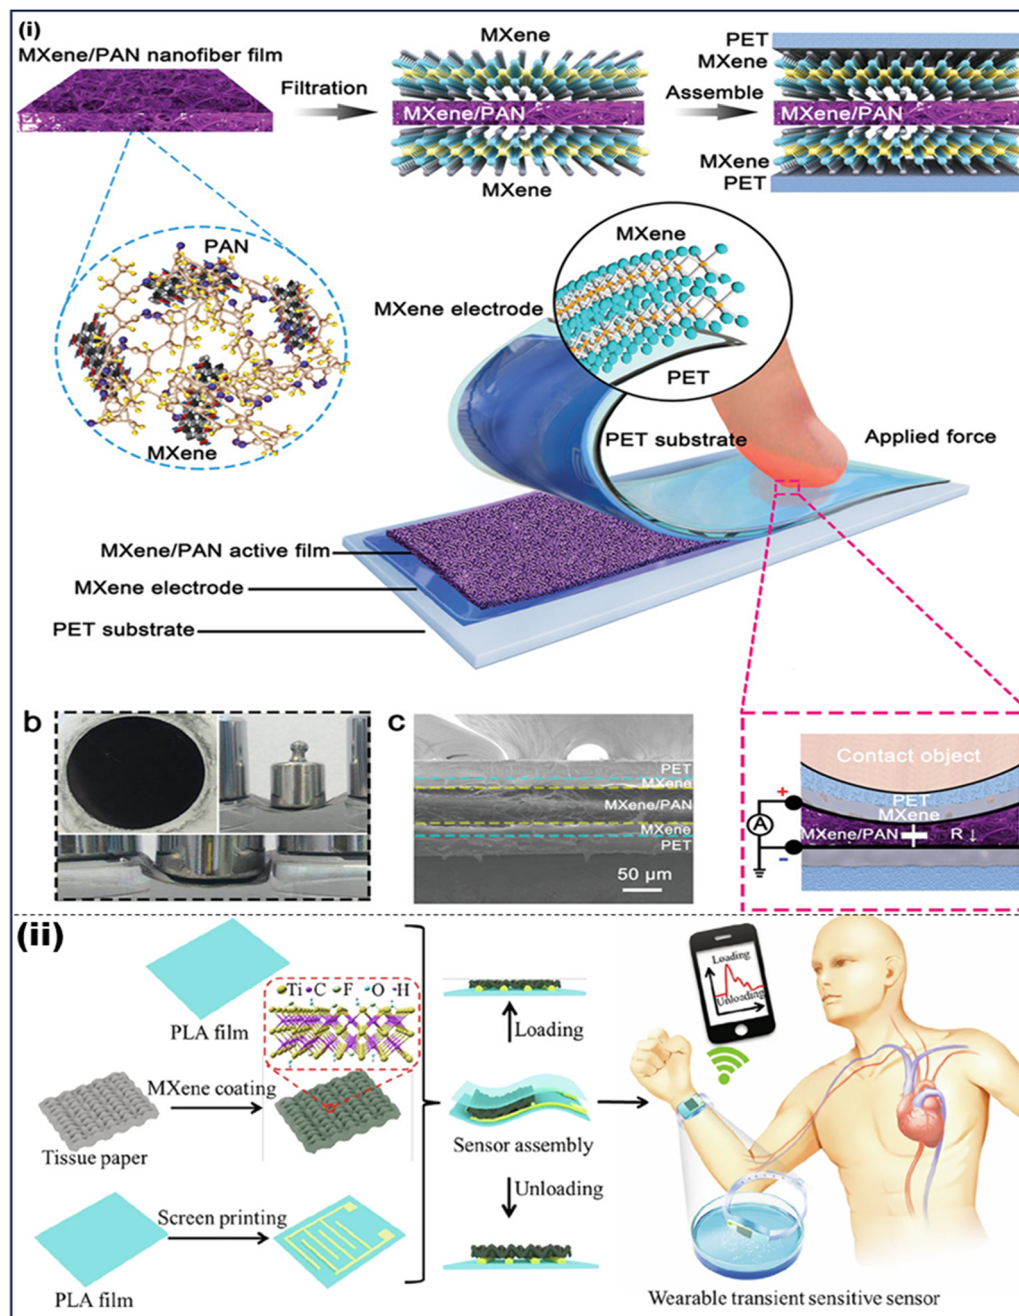 (i)
MXene/PAN nanofiber film
Filtration
MXene
MXene/PAN
MXene
Assemble
PET
MXene
MXene/PAN
MXene
PET
PAN
MXene
MXene
MXene electrode
PET
PET substrate
Applied force
MXene/PAN active film
MXene electrode
PET substrate
b
c
PET
MXene
MXene/PAN
MXene
PET
50 μm
Contact object
PET
MXene
MXene/PAN
R ↓
+
A
-
(ii)
PLA film
Ti C F O H
MXene coating
Tissue paper
Screen printing
PLA film
Loading
Sensor assembly
Unloading
Loading
Unloading
Wearable transient sensitive sensor